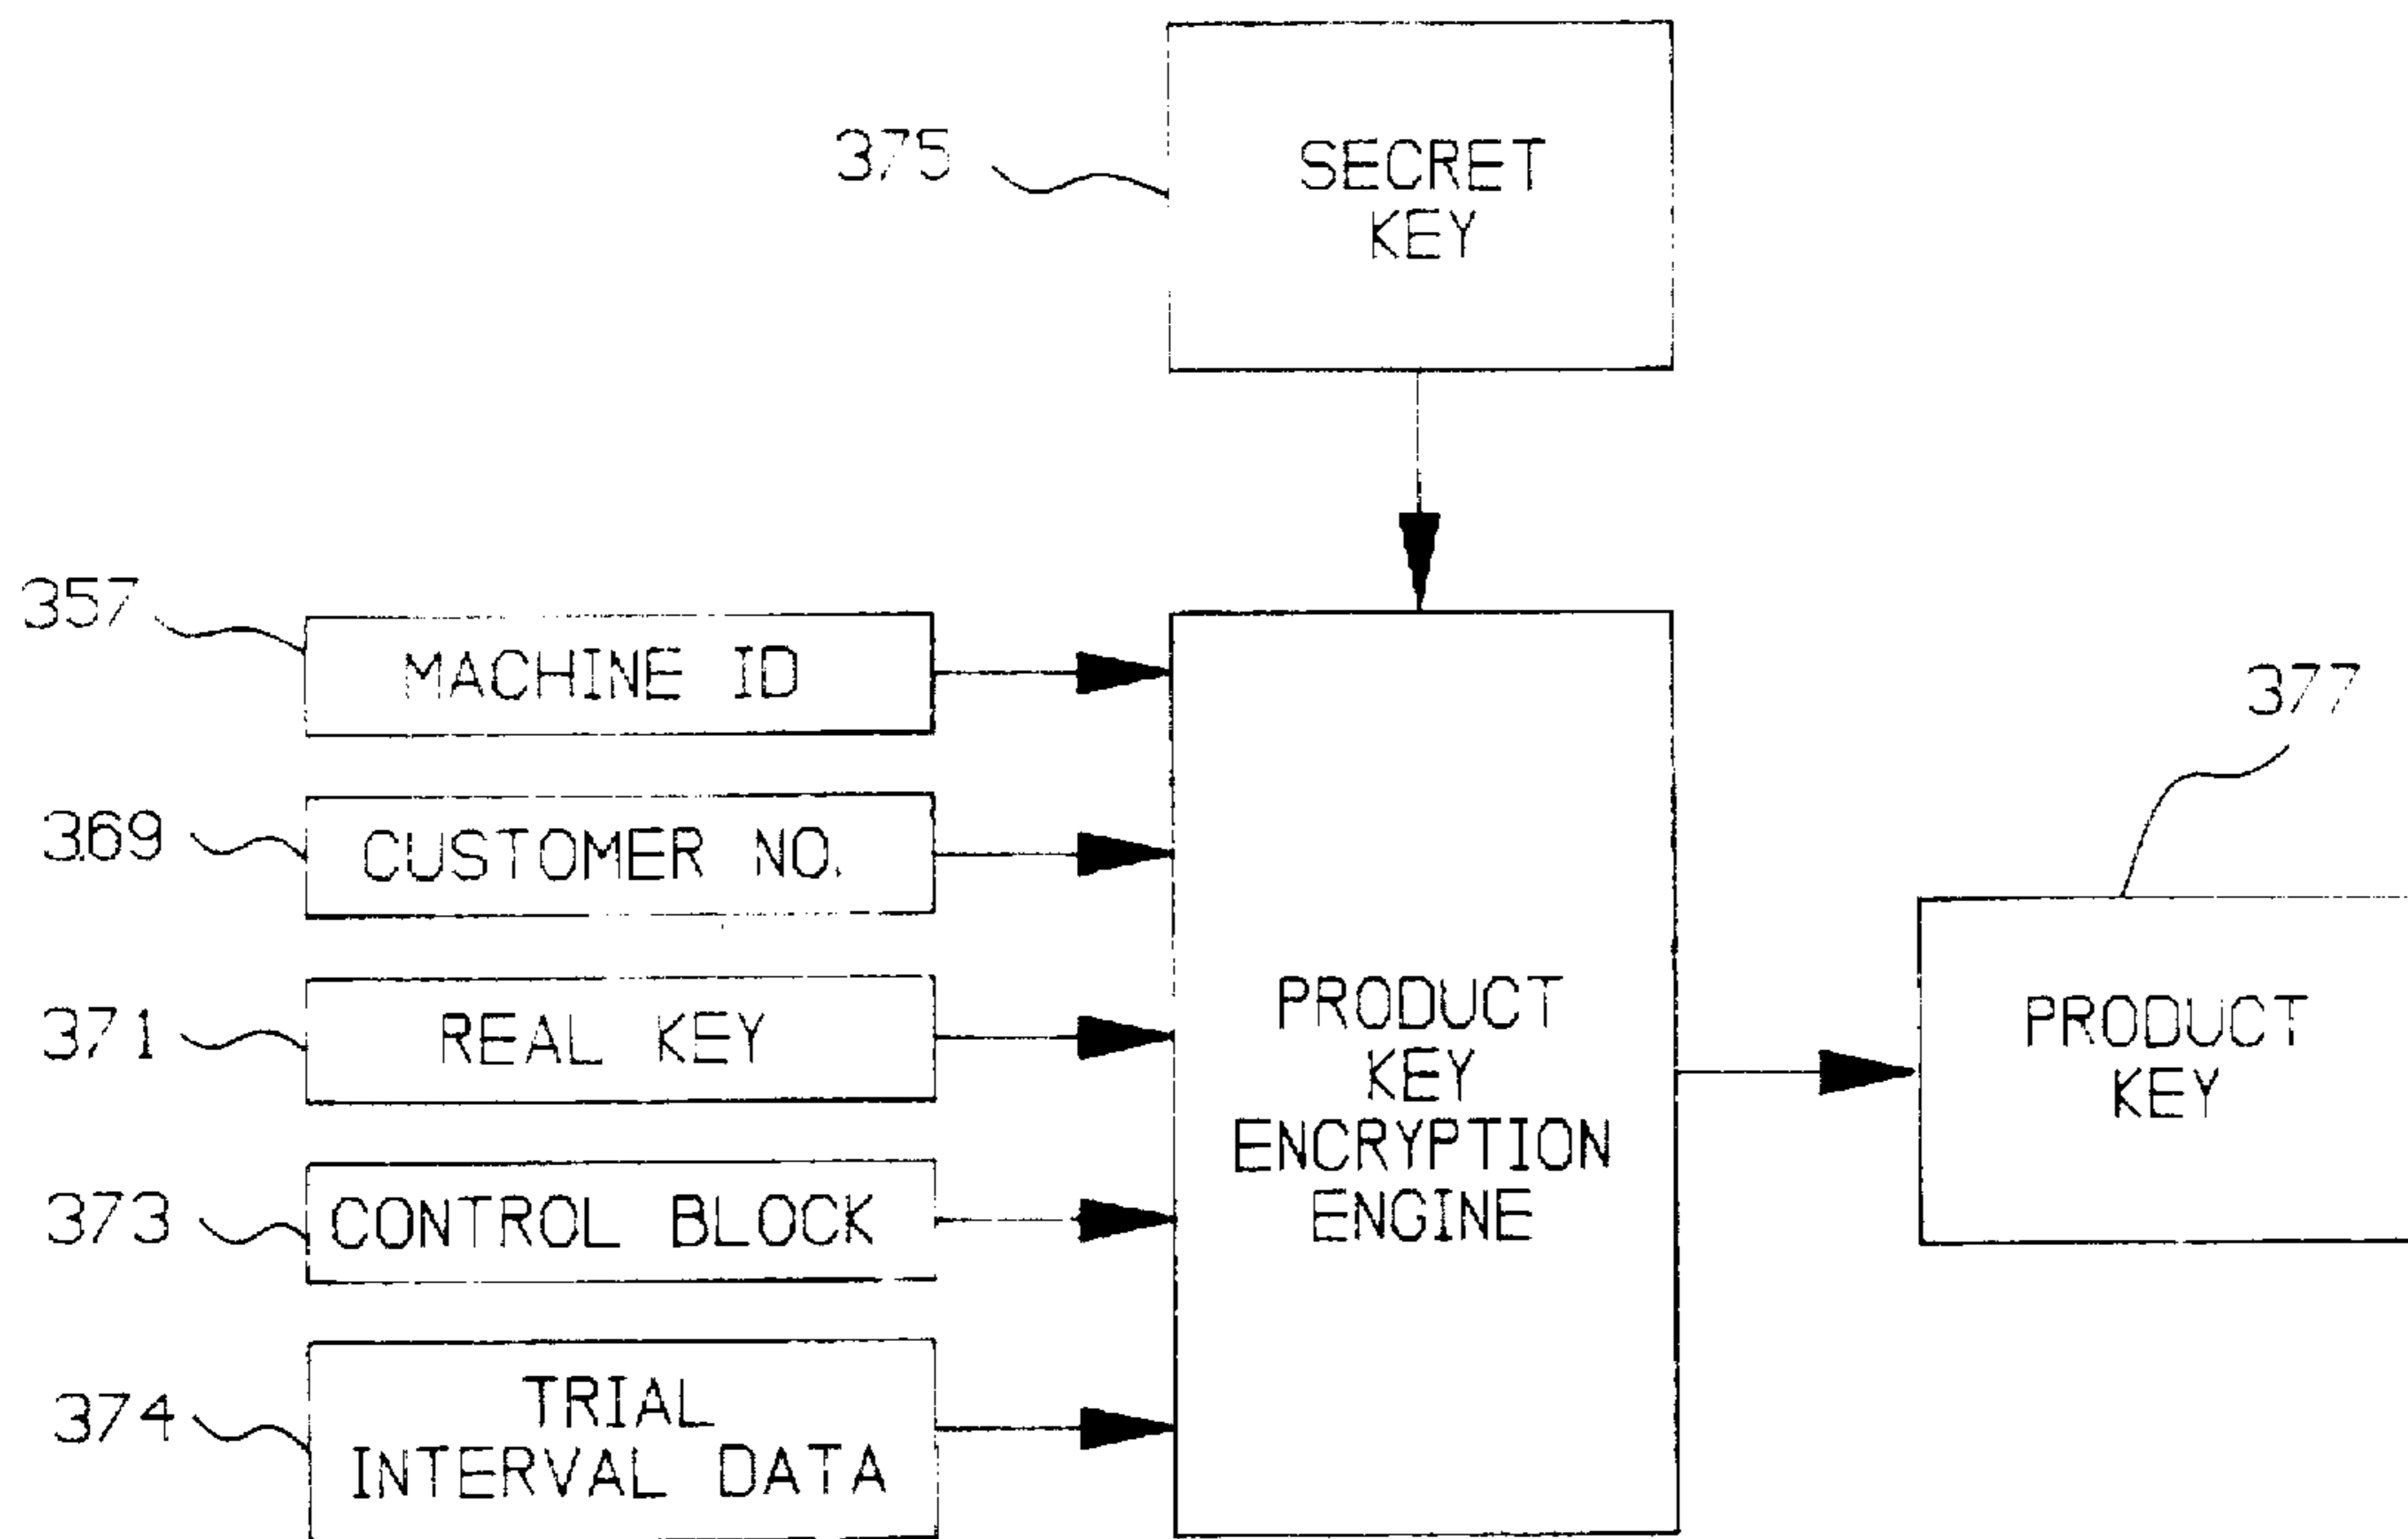 375
SECRET
KEY
357
MACHINE ID
369
CUSTOMER NO.
371
REAL KEY
373
CONTROL BLOCK
374
TRIAL
INTERVAL DATA
PRODUCT
KEY
ENCRYPTION
ENGINE
377
PRODUCT
KEY